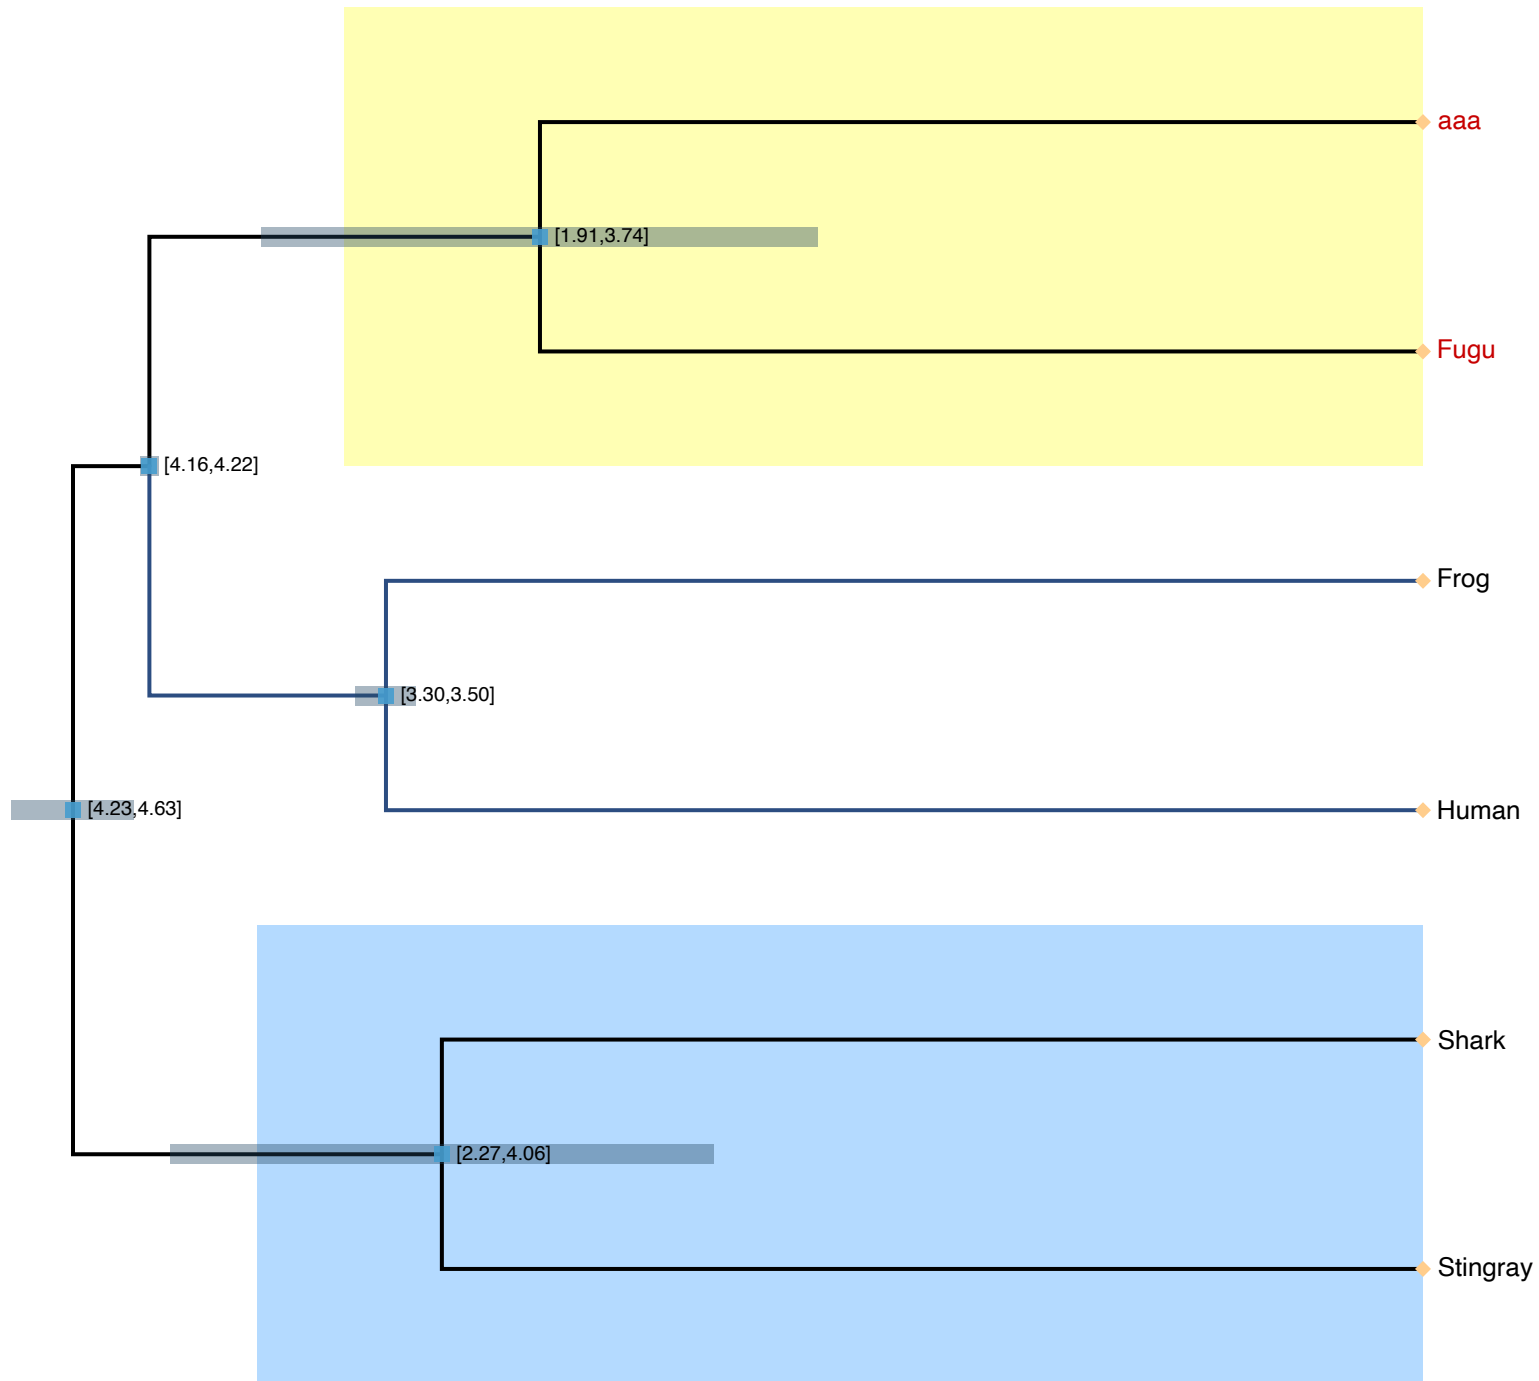 aaa
[1.91,3.74]
Fugu
[4.16,4.22]
Frog
[3.30,3.50]
[4.23,4.63]
Human
Shark
[2.27,4.06]
Stingray